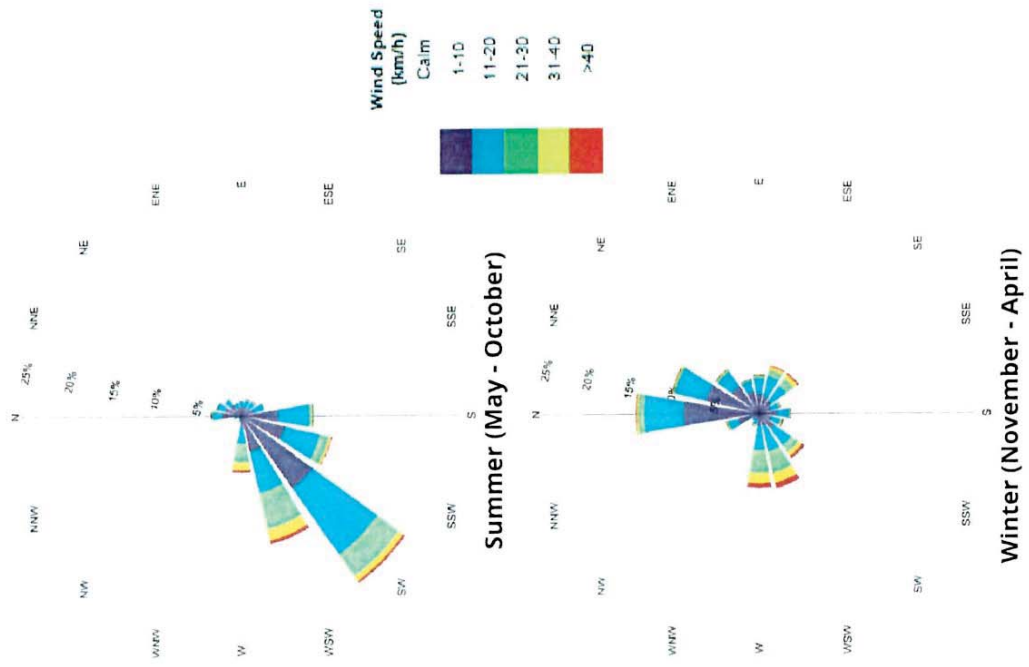 Wind Speed
(km/h)
Calm
1-10
11-20
21-30
31-40
>40
N
NNE
NE
ENE
E
ESE
SE
SSE
S
SSW
SW
WSW
W
WNW
NW
NNW
25%
20%
15%
10%
5%
Summer (May - October)
N
NNE
NE
ENE
E
ESE
SE
SSE
S
SSW
SW
WSW
W
WNW
NW
NNW
25%
20%
15%
0%
Winter (November - April)